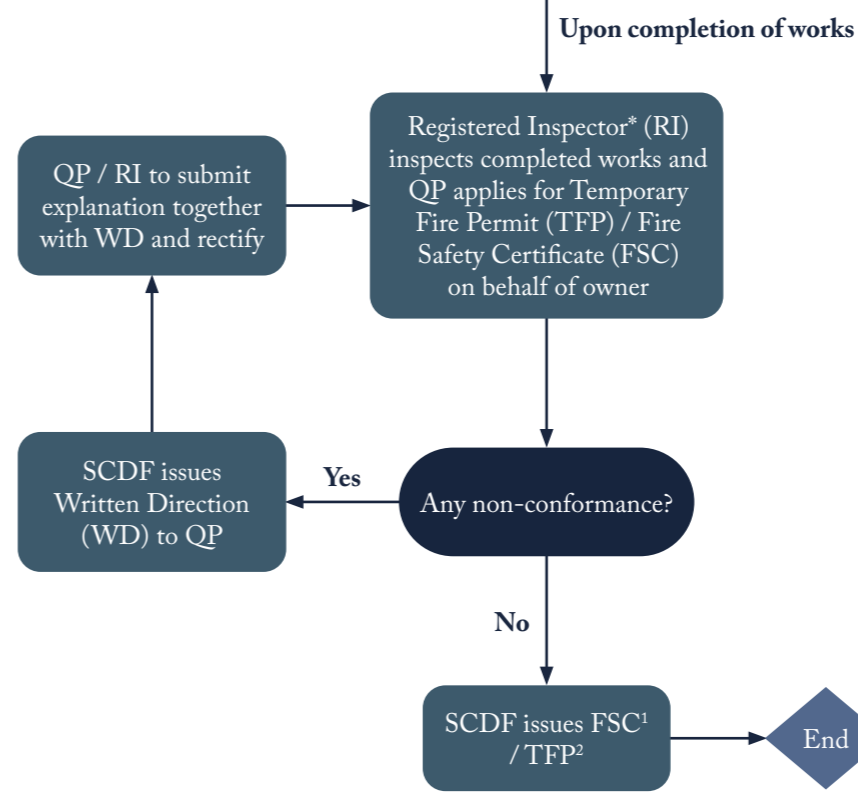 Upon completion of works
Registered Inspector* (RI)
inspects completed works and
QP applies for Temporary
Fire Permit (TFP) / Fire
Safety Certificate (FSC)
on behalf of owner
QP / RI to submit
explanation together
with WD and rectify
SCDF issues
Written Direction
(WD) to QP
Yes
Any non-conformance?
No
SCDF issues FSC¹
/ TFP²
End